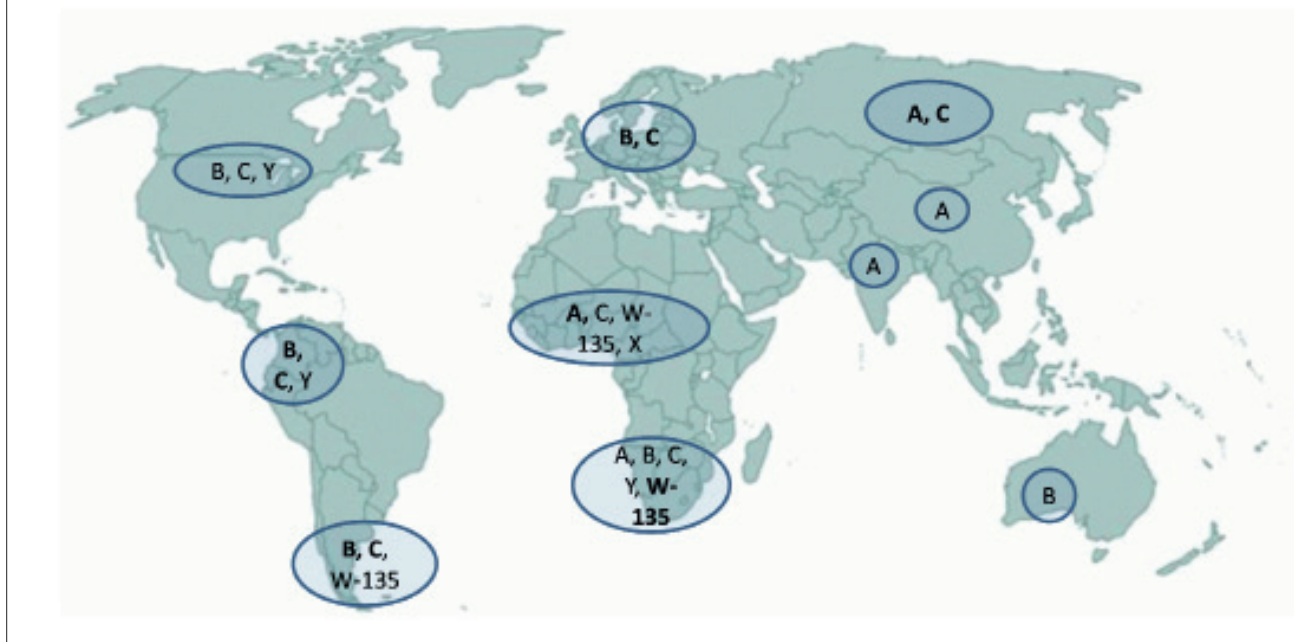 A, C
B, C
B, C, Y
A
A
A, C, W-
135, X
B,
C, Y
A, B, C,
Y, W-
135
B
B, C,
W-135